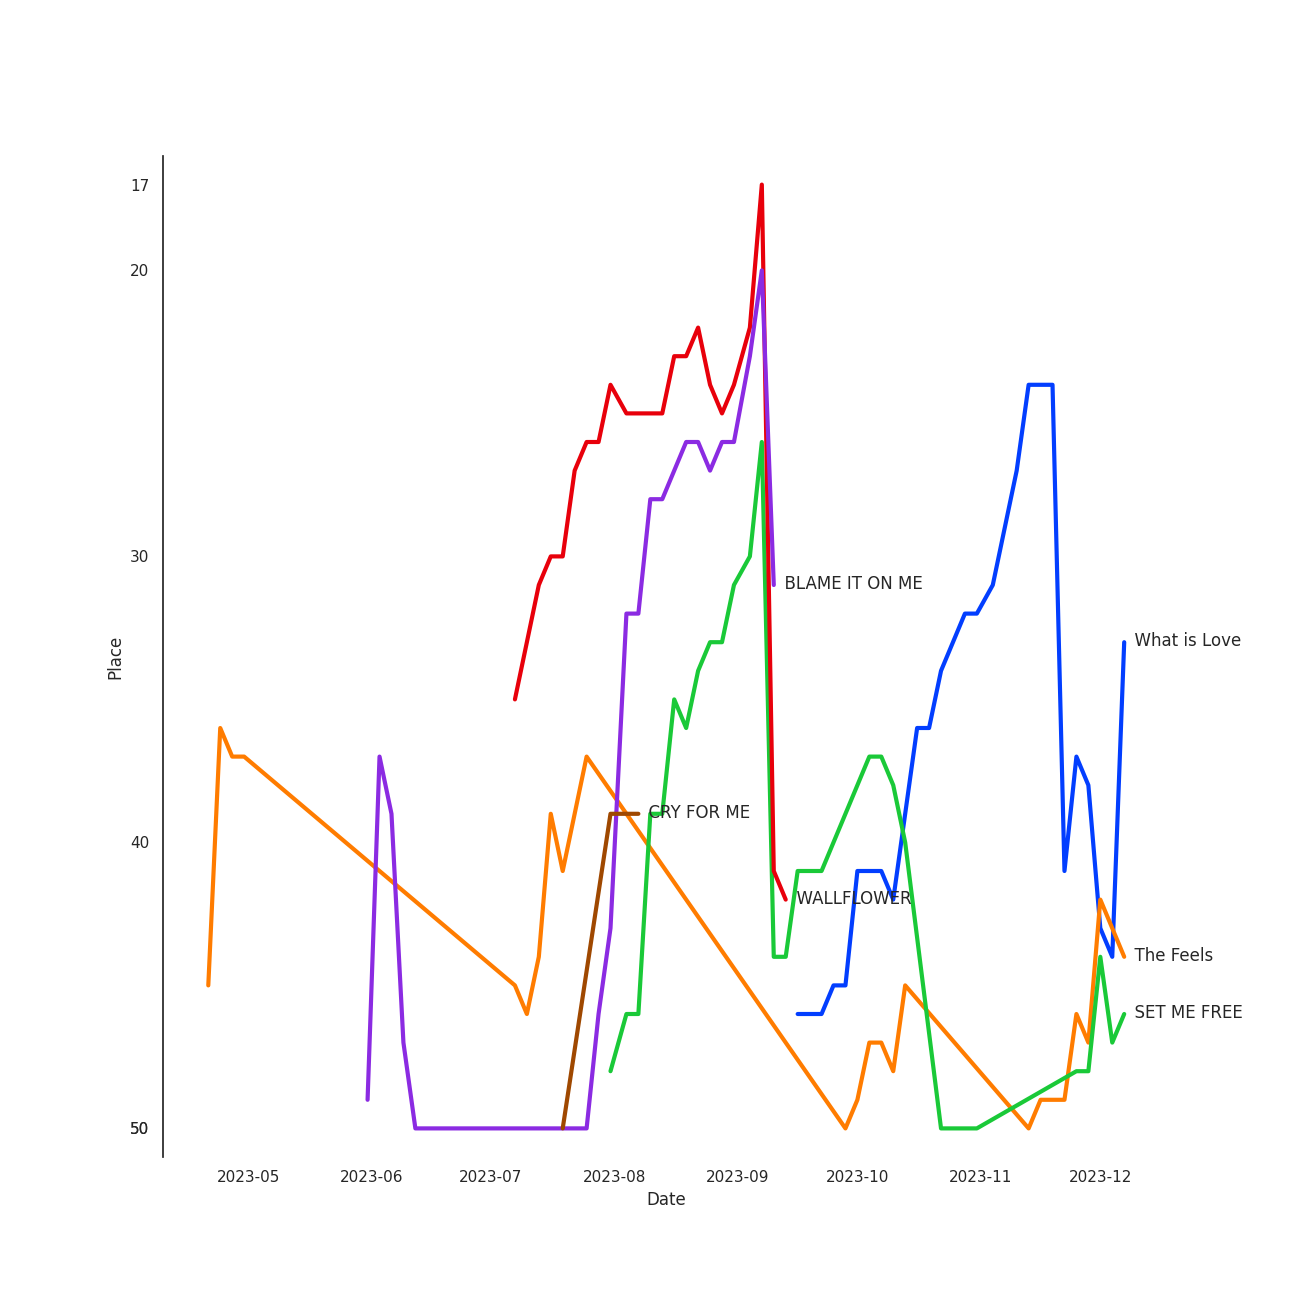 17
20
30
BLAME IT ON ME
What is Love
Place
CRY FOR ME
40
WALLFLOWER
The Feels
SET ME FREE
50
2023-05 2023-06 2023-07 2023-08 2023-09 2023-10 2023-11 2023-12
Date